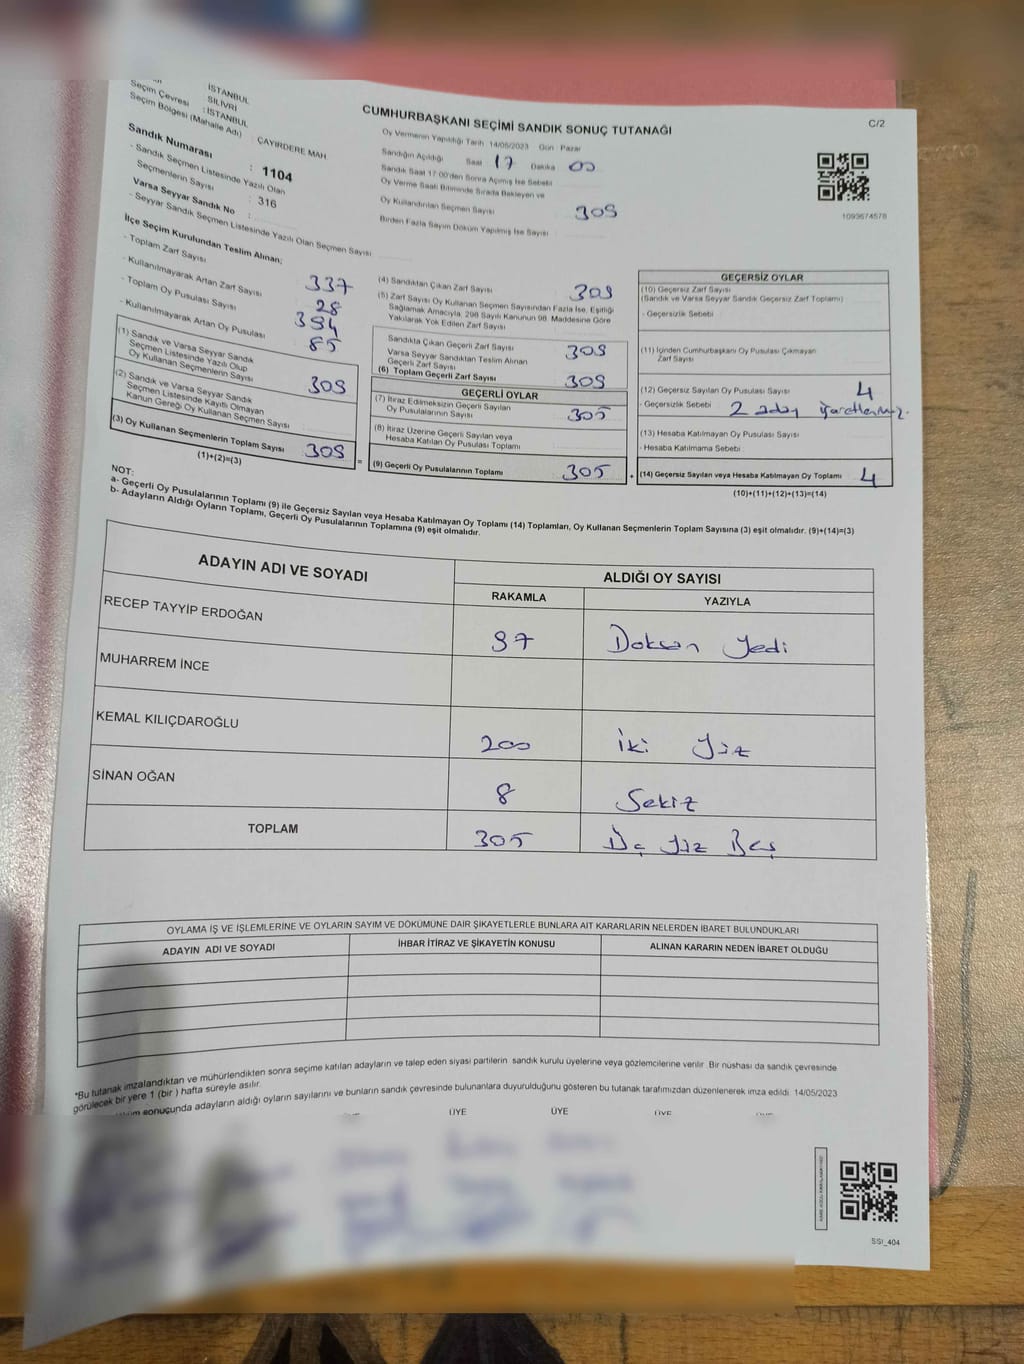 Seçim Çevresi : İSTANBUL
SİLİVRİ
Seçim Bölgesi (Mahalle Adı) : İSTANBUL
ÇAYIRDERE MAH
CUMHURBAŞKANI SEÇİMİ SANDIK SONUÇ TUTANAĞI
C/2
Sandık Numarası : 1104
- Sandık Seçmen Listesinde Yazılı Olan Seçmenlerin Sayısı : 316
Varsa Seyyar Sandık No :
- Seyyar Sandık Seçmen Listesinde Yazılı Olan Seçmen Sayısı
Oy Vermenin Yapıldığı Tarih 14/05/2023 Gün Pazar
Sandığın Açıldığı Saat 17 Dakika 00
Sandık Saat 17:00'den Sonra Açılmış İse Sebebi
Oy Verme Saati Bitiminde Sırada Bekleyen ve
Oy Kullandırılan Seçmen Sayısı 309
Birden Fazla Sayım Döküm Yapılmış İse Sayısı
1093674578
İlçe Seçim Kurulundan Teslim Alınan;
- Toplam Zarf Sayısı 337
- Kullanılmayarak Artan Zarf Sayısı 28
- Toplam Oy Pusulası Sayısı 394
- Kullanılmayarak Artan Oy Pusulası 85
(1) Sandık ve Varsa Seyyar Sandık
Seçmen Listesinde Yazılı Olup
Oy Kullanan Seçmenlerin Sayısı 309
(2) Sandık ve Varsa Seyyar Sandık
Seçmen Listesinde Kayıtlı Olmayan
Kanun Gereği Oy Kullanan Seçmen Sayısı
(3) Oy Kullanan Seçmenlerin Toplam Sayısı 309
(1)+(2)=(3)
(4) Sandıktan Çıkan Zarf Sayısı 309
(5) Zarf Sayısı Oy Kullanan Seçmen Sayısından Fazla İse, Eşitliği
Sağlamak Amacıyla, 298 Sayılı Kanunun 98. Maddesine Göre
Yakılarak Yok Edilen Zarf Sayısı
Sandıkta Çıkan Geçerli Zarf Sayısı 309
Varsa Seyyar Sandıktan Teslim Alınan
Geçerli Zarf Sayısı
(6) Toplam Geçerli Zarf Sayısı 309
GEÇERLİ OYLAR
(7) İtiraz Edilmeksizin Geçerli Sayılan
Oy Pusulalarının Sayısı 305
(8) İtiraz Üzerine Geçerli Sayılan veya
Hesaba Katılan Oy Pusulası Toplamı
(9) Geçerli Oy Pusulalarının Toplamı 305
GEÇERSİZ OYLAR
(10) Geçersiz Zarf Sayısı
(Sandık ve Varsa Seyyar Sandık Geçersiz Zarf Toplamı)
- Geçersizlik Sebebi
(11) İçinden Cumhurbaşkanı Oy Pusulası Çıkmayan
Zarf Sayısı
(12) Geçersiz Sayılan Oy Pusulası Sayısı 4
- Geçersizlik Sebebi 2 aday
(13) Hesaba Katılmayan Oy Pusulası Sayısı
- Hesaba Katılmama Sebebi
(14) Geçersiz Sayılan veya Hesaba Katılmayan Oy Toplamı 4
(10)+(11)+(12)+(13)=(14)
NOT:
a- Geçerli Oy Pusulalarının Toplamı (9) ile Geçersiz Sayılan veya Hesaba Katılmayan Oy Toplamı (14) Toplamları, Oy Kullanan Seçmenlerin Toplam Sayısına (3) eşit olmalıdır. (9)+(14)=(3)
b- Adayların Aldığı Oyların Toplamı, Geçerli Oy Pusulalarının Toplamına (9) eşit olmalıdır.
ADAYIN ADI VE SOYADI
ALDIĞI OY SAYISI
RAKAMLA YAZIYLA
RECEP TAYYİP ERDOĞAN 97 Doksan Yedi
MUHARREM İNCE
KEMAL KILIÇDAROĞLU 200 İki Yüz
SİNAN OĞAN 8 Sekiz
TOPLAM 305 Üç Yüz Beş
OYLAMA İŞ VE İŞLEMLERİNE VE OYLARIN SAYIM VE DÖKÜMÜNE DAİR ŞİKAYETLERLE BUNLARA AİT KARARLARIN NELERDEN İBARET BULUNDUKLARI
ADAYIN ADI VE SOYADI İHBAR İTİRAZ VE ŞİKAYETİN KONUSU ALINAN KARARIN NEDEN İBARET OLDUĞU
*Bu tutanak imzalandıktan ve mühürlendikten sonra seçime katılan adayların ve talep eden siyasi partilerin sandık kurulu üyelerine veya gözlemcilerine verilir. Bir nüshası da sandık çevresinde
görülecek bir yere 1 (bir) hafta süreyle asılır.
sonucunda adayların aldığı oyların sayılarını ve bunların sandık çevresinde bulunanlara duyurulduğunu gösteren bu tutanak tarafımızdan düzenlenerek imza edildi. 14/05/2023
ÜYE ÜYE ÜYE
SSI_404